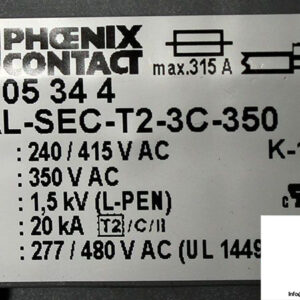 PHŒNIX
CONTACT
max.315 A
05 34 4
AL-SEC-T2-3C-350
: 240 / 415 V AC
: 350 V AC
: 1,5 kV (L-PEN)
: 20 kA T2/C/II
: 277 / 480 V AC (UL 1449